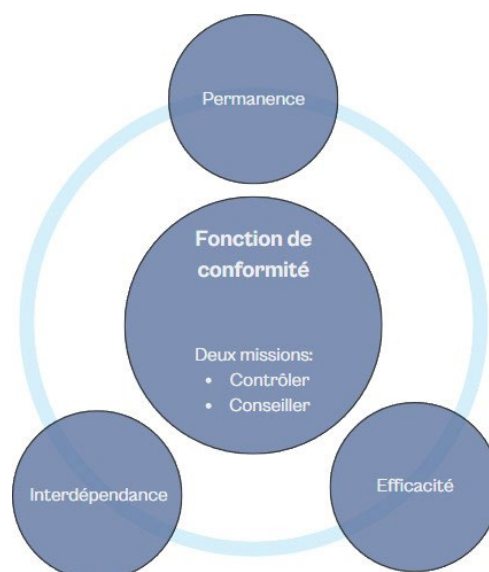 Permanence
Fonction de
conformité
Deux missions:
• Contrôler
• Conseiller
Interdépendance
Efficacité